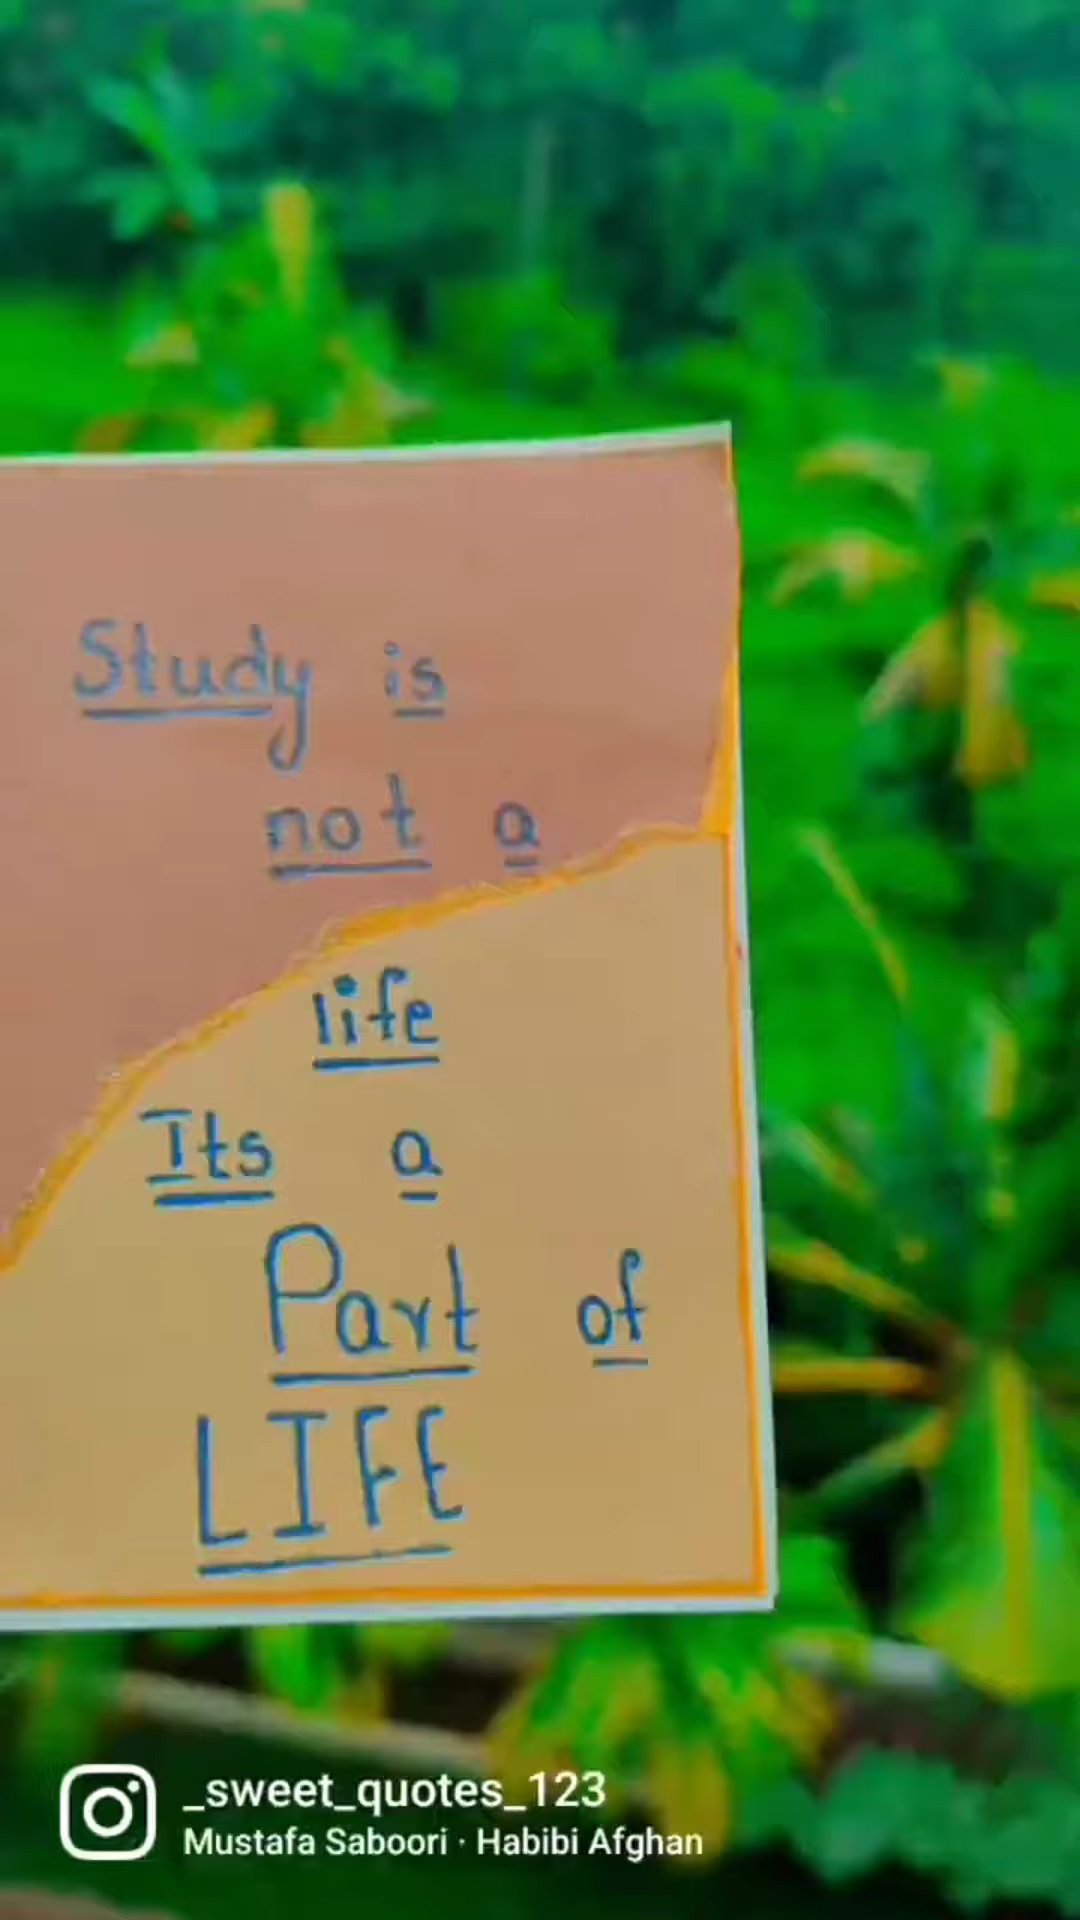 Study is
not a
life
Its a
Part of
LIFE
_sweet_quotes_123
Mustafa Saboori · Habibi Afghan